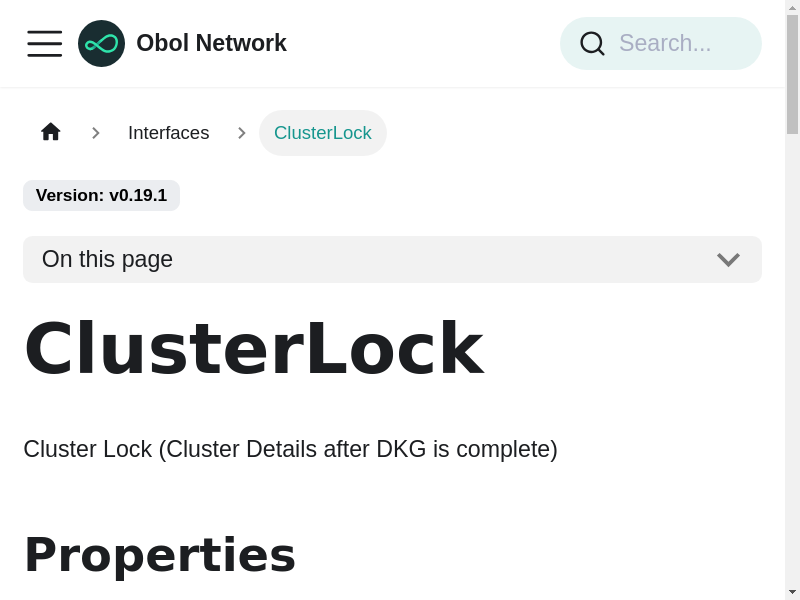 Obol Network
Search...
Interfaces
ClusterLock
Version: v0.19.1
On this page
ClusterLock
Cluster Lock (Cluster Details after DKG is complete)
Properties